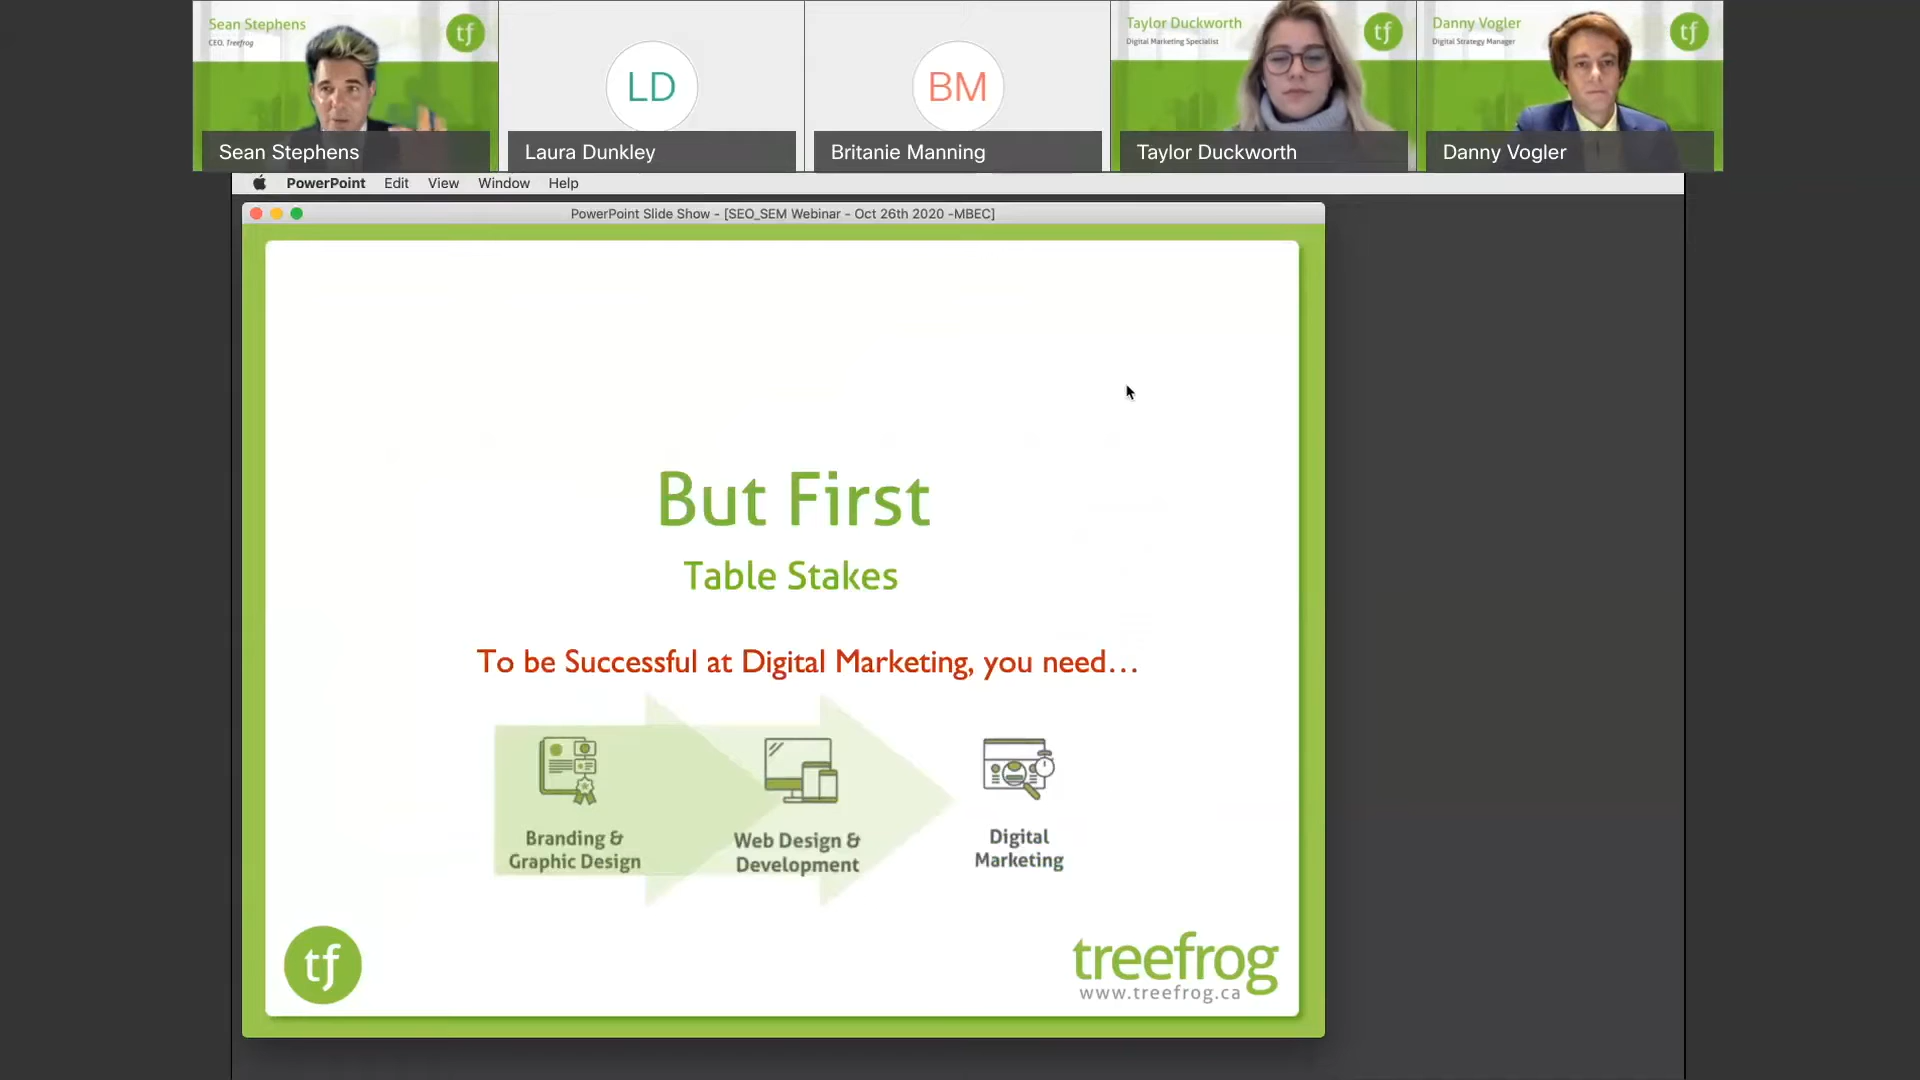 Sean Stephens
CEO, Treefrog
tf
Sean Stephens
LD
Laura Dunkley
BM
Britanie Manning
Taylor Duckworth
Digital Marketing Specialist
tf
Taylor Duckworth
Danny Vogler
Digital Strategy Manager
tf
Danny Vogler
PowerPoint Edit View Window Help
PowerPoint Slide Show - [SEO_SEM Webinar - Oct 26th 2020 -MBEC]
But First
Table Stakes
To be Successful at Digital Marketing, you need...
Branding &
Graphic Design
Web Design &
Development
Digital
Marketing
tf
treefrog
www.treefrog.ca